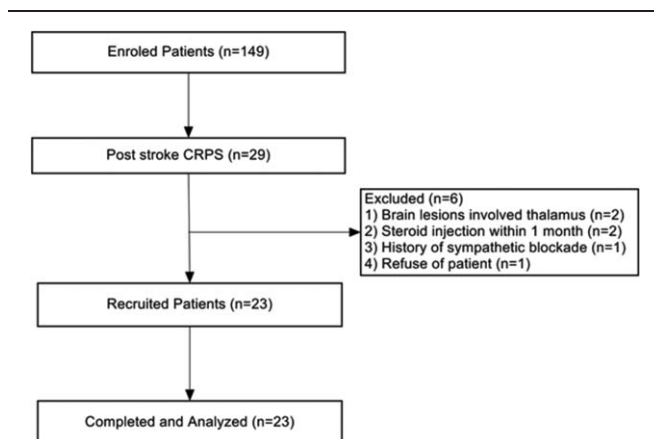 Enroled Patients (n=149)
Post stroke CRPS (n=29)
Excluded (n=6)
1) Brain lesions involved thalamus (n=2)
2) Steroid injection within 1 month (n=2)
3) History of sympathetic blockade (n=1)
4) Refuse of patient (n=1)
Recruited Patients (n=23)
Completed and Analyzed (n=23)